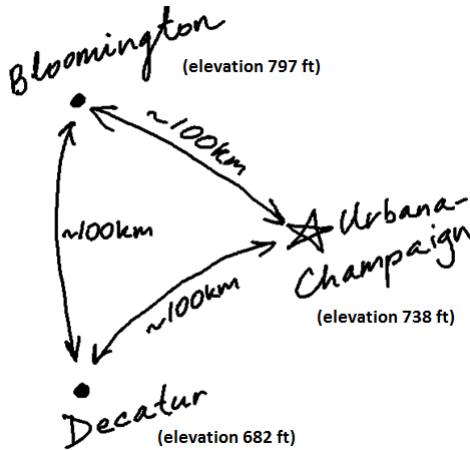 Bloomington
(elevation 797 ft)
~100km
~100km
Urbana-
Champaign
(elevation 738 ft)
~100km
Decatur
(elevation 682 ft)